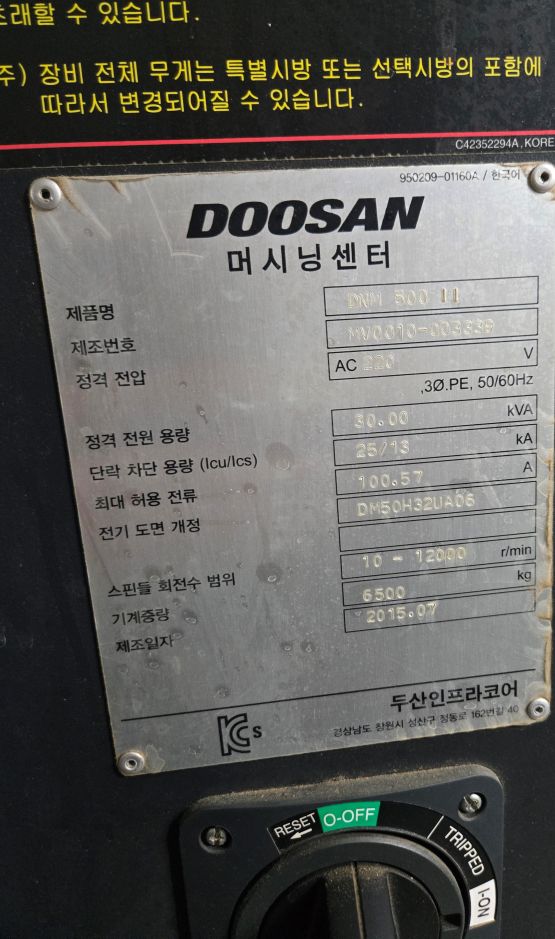 초래할 수 있습니다.
주) 장비 전체 무게는 특별시방 또는 선택시방의 포함에
따라서 변경되어질 수 있습니다.
C42352294A, KORE
950209-01160A / 한국어
DOOSAN
머시닝센터
제품명 DNM 500 II
제조번호 MV0010-003339
정격 전압 AC 220 V
,3Ø.PE, 50/60Hz
정격 전원 용량 30.00 kVA
단락 차단 용량 (Icu/Ics) 25/13 kA
최대 허용 전류 100.57 A
전기 도면 개정 DM50H32UA06
스핀들 회전수 범위 10 - 12000 r/min
기계중량 6500 kg
제조일자 2015.07
두산인프라코어
KCs
경상남도 창원시 성산구 정동로 162번길 40
RESET O-OFF TRIPPED I-ON